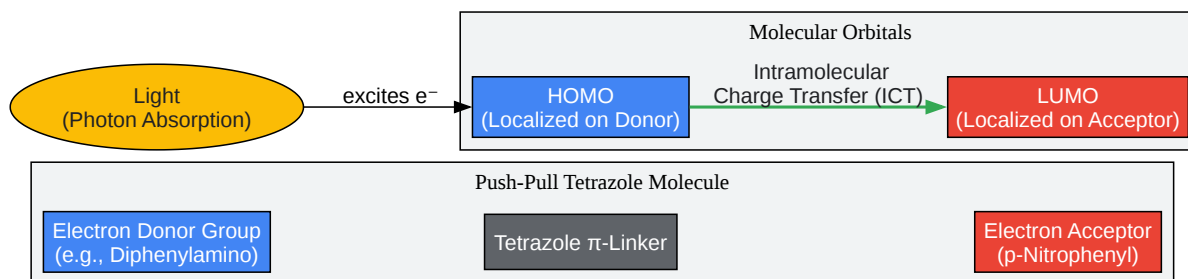 Molecular Orbitals
Light
(Photon Absorption)
excites e⁻
HOMO
(Localized on Donor)
Intramolecular
Charge Transfer (ICT)
LUMO
(Localized on Acceptor)
Push-Pull Tetrazole Molecule
Electron Donor Group
(e.g., Diphenylamino)
Tetrazole π-Linker
Electron Acceptor
(p-Nitrophenyl)